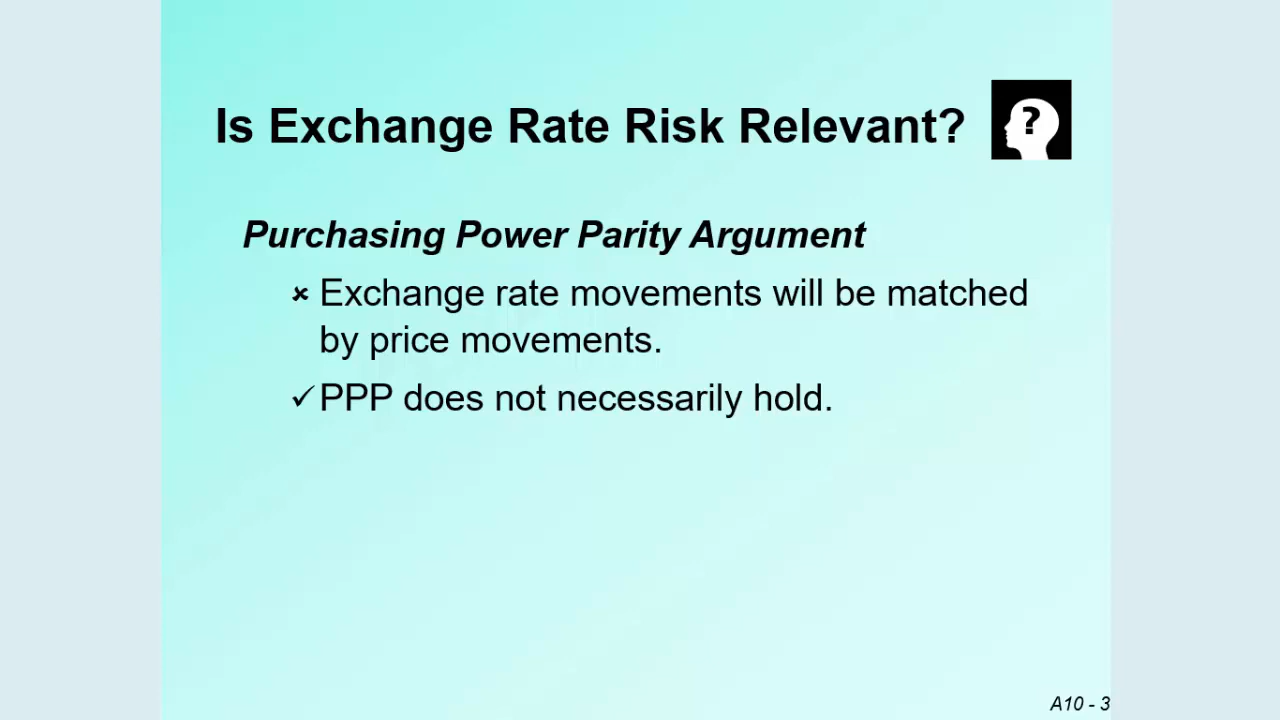 Is Exchange Rate Risk Relevant?
?
Purchasing Power Parity Argument
× Exchange rate movements will be matched
by price movements.
✓ PPP does not necessarily hold.
A10 - 3